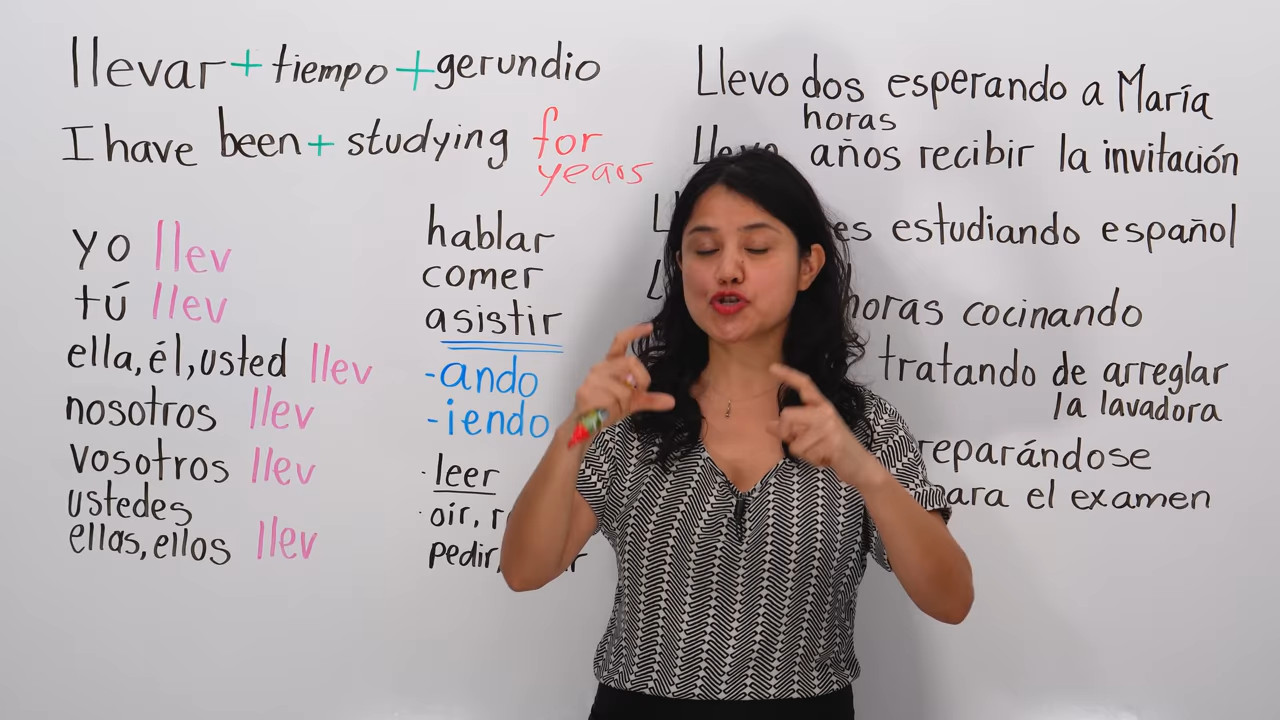 llevar + tiempo + gerundio
I have been + studying for
years
yo llev
tú llev
ella, él, usted llev
nosotros llev
vosotros llev
ustedes
ellas, ellos llev
hablar
comer
asistir
-ando
-iendo
· leer
· oír,
pedir,
Llevo dos esperando a María
horas
años recibir la invitación
estudiando español
horas cocinando
tratando de arreglar
la lavadora
el examen